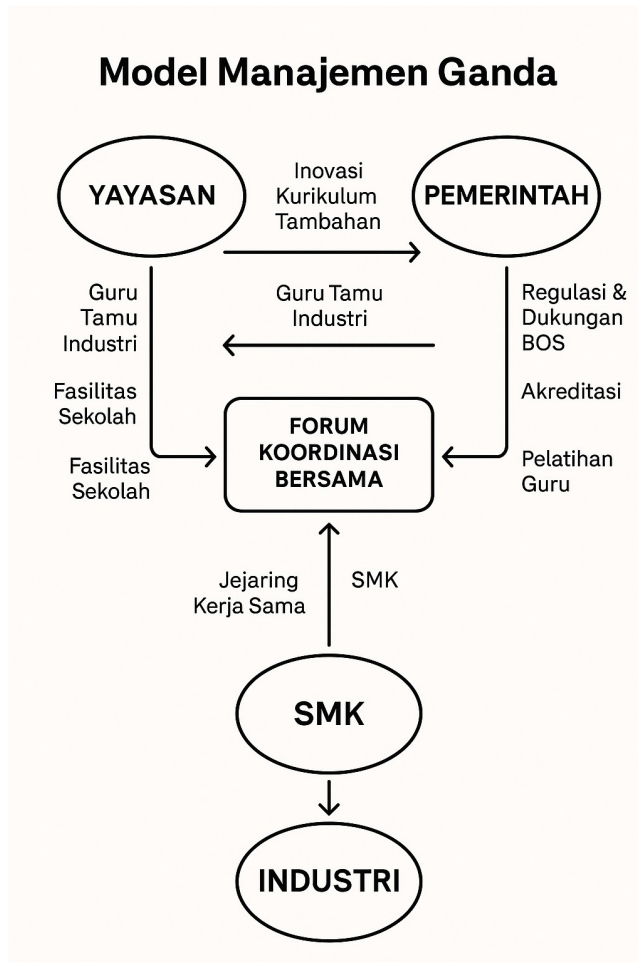 Model Manajemen Ganda
YAYASAN
Inovasi
Kurikulum
Tambahan
PEMERINTAH
Guru
Tamu
Industri
Guru Tamu
Industri
Regulasi &
Dukungan
BOS
Fasilitas
Sekolah
Akreditasi
FORUM
KOORDINASI
BERSAMA
Fasilitas
Sekolah
Pelatihan
Guru
Jejaring
Kerja Sama
SMK
SMK
INDUSTRI